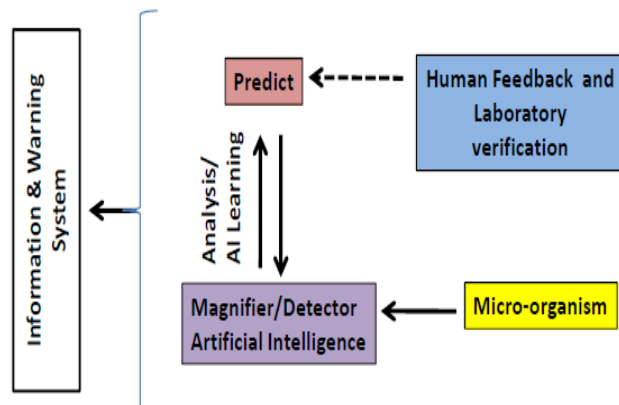 Information & Warning
System
Predict
Human Feedback and
Laboratory
verification
Analysis/
AI Learning
Magnifier/Detector
Artificial Intelligence
Micro-organism